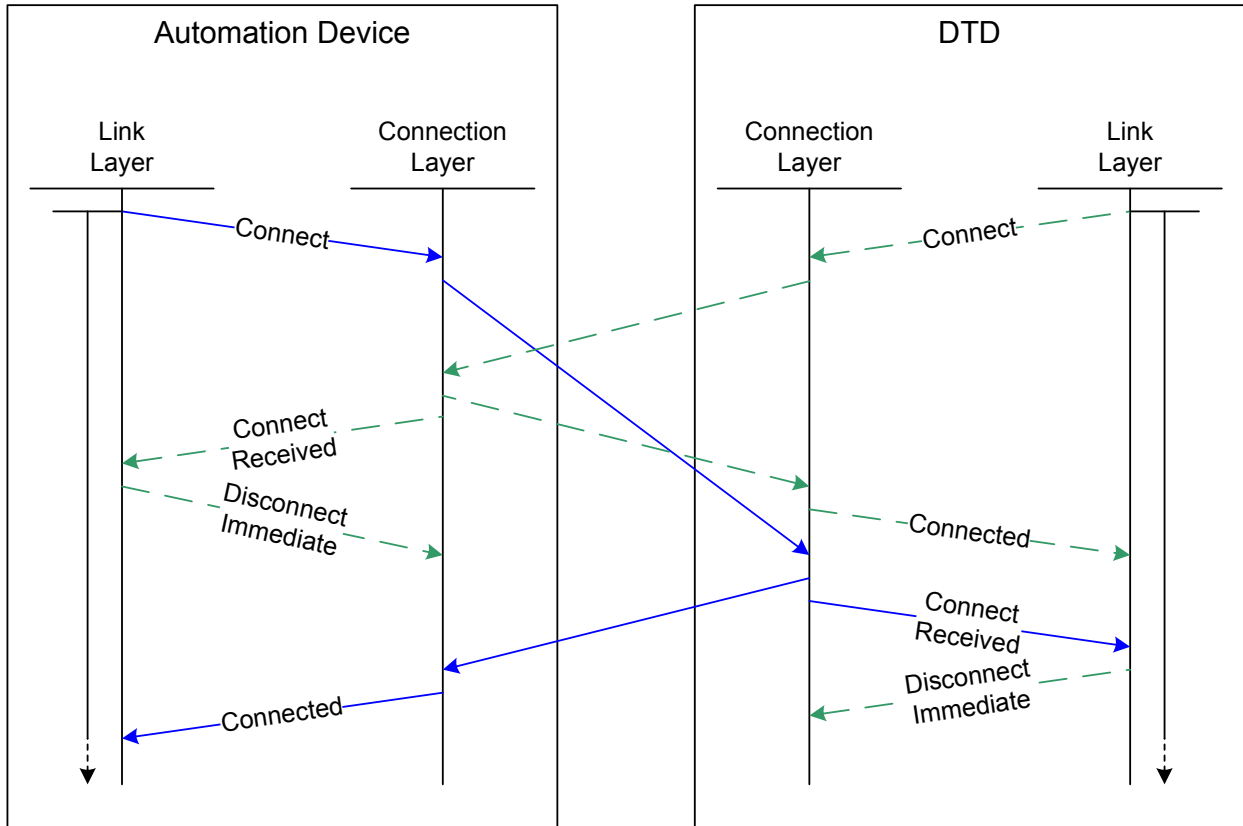 Automation Device
DTD
Link
Layer
Connection
Layer
Connection
Layer
Link
Layer
Connect
Connect
Connect
Received
Disconnect
Immediate
Connected
Connect
Received
Disconnect
Immediate
Connected